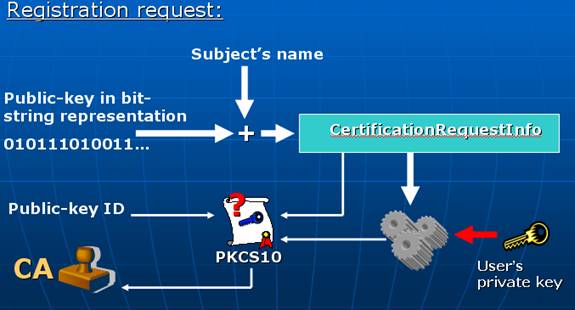 Registration request:
Subject's name
Public-key in bit-
string representation
010111010011...
+
CertificationRequestInfo
Public-key ID
PKCS10
CA
User's
private key